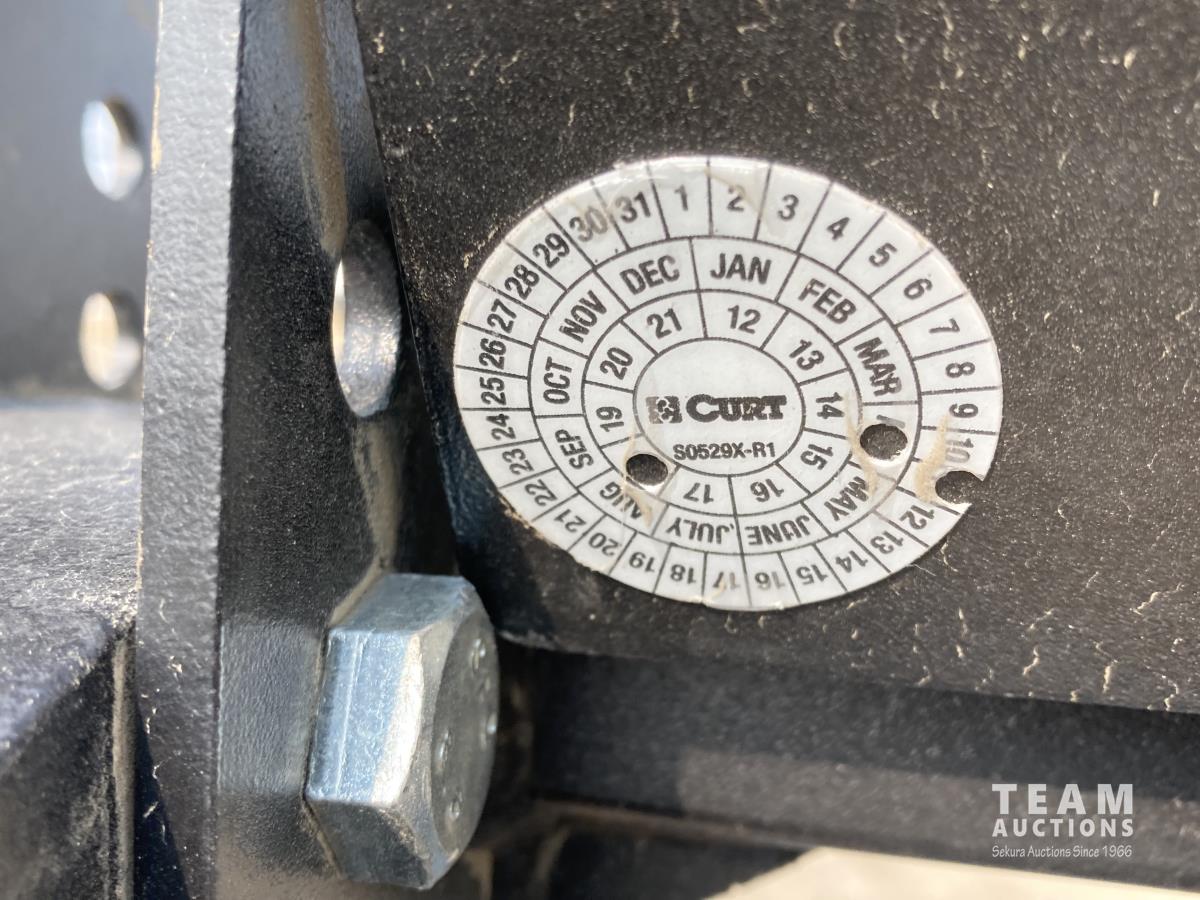 1 2 3 4 5 6 7 8 9 10 12 13 14 15 16 17 18 19 20 21 22 23 24 25 26 27 28 29 30 31
JAN FEB MAR MAY JUNE JULY AUG SEP OCT NOV DEC
12 13 14 15 16 17 19 20 21
CURT
S0529X-R1
TEAM
AUCTIONS
Sekura Auctions Since 1966